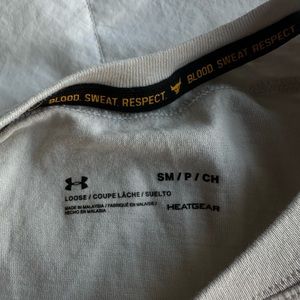 BLOOD. SWEAT. RESPECT. BLOOD. SWEAT. RESPECT.
SM / P / CH
LOOSE / COUPE LÂCHE / SUELTO
MADE IN MALAYSIA / FABRIQUÉ EN MALAISIE /
HECHO EN MALASIA
HEATGEAR